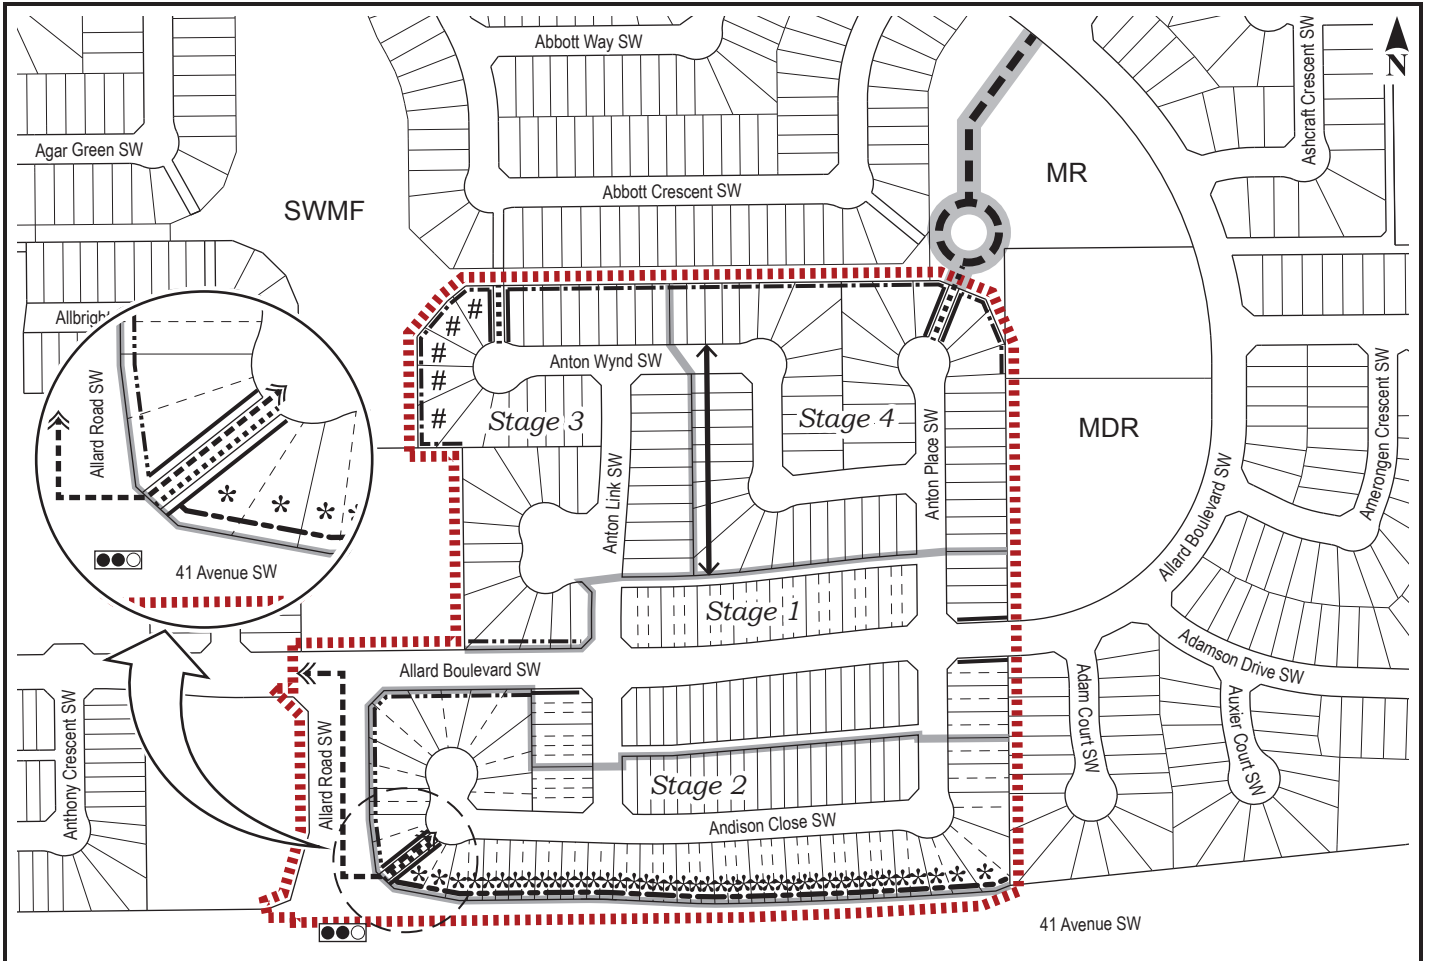 Abbott Way SW
Ashcraft Crescent SW
N
Agar Green SW
MR
Abbott Crescent SW
SWMF
Allbrigh
#
#
#
#
#
Anton Wynd SW
Stage 3
Stage 4
Allard Road SW
MDR
Anton Place SW
Amerongen Crescent SW
Anton Link SW
Allard Boulevard SW
41 Avenue SW
Stage 1
Adamson Drive SW
Allard Boulevard SW
Anthony Crescent SW
Allard Road SW
Adam Court SW
Auxier Court SW
Stage 2
Andison Close SW
41 Avenue SW